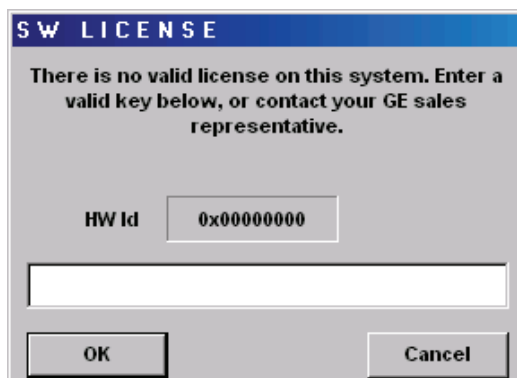 SW LICENSE
There is no valid license on this system. Enter a
valid key below, or contact your GE sales
representative.
HW Id 0x00000000
OK Cancel